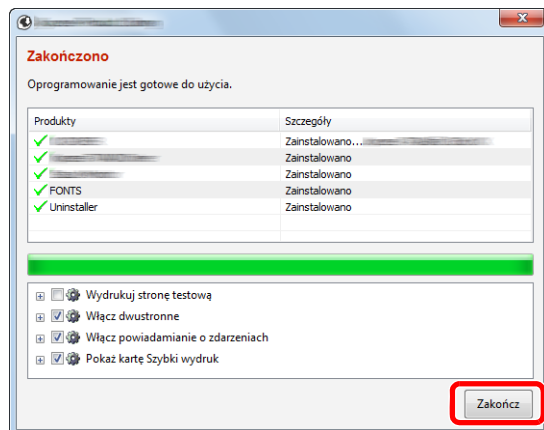 Zakończono
Oprogramowanie jest gotowe do użycia.
Produkty Szczegóły
Zainstalowano...
Zainstalowano
Zainstalowano
FONTS Zainstalowano
Uninstaller Zainstalowano
Wydrukuj stronę testową
Włącz dwustronne
Włącz powiadamianie o zdarzeniach
Pokaż kartę Szybki wydruk
Zakończ